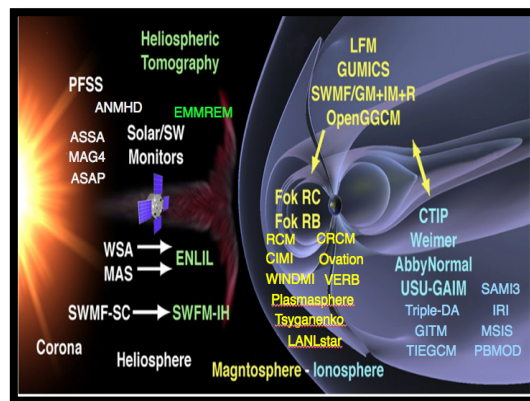 Heliospheric
Tomography
PFSS
ANMHD
EMMREM
ASSA
MAG4
ASAP
Solar/SW
Monitors
WSA
MAS
ENLIL
SWMF-SC
SWFM-IH
Corona
Heliosphere
LFM
GUMICS
SWMF/GM+IM+R
OpenGGCM
Fok RC
Fok RB
RCM CRCM
CIMI Ovation
WINDMI VERB
Plasmasphere
Tsyganenko
LANLstar
CTIP
Weimer
AbbyNormal
USU-GAIM SAMI3
Triple-DA IRI
GITM MSIS
TIEGCM PBMOD
Magntosphere - Ionosphere